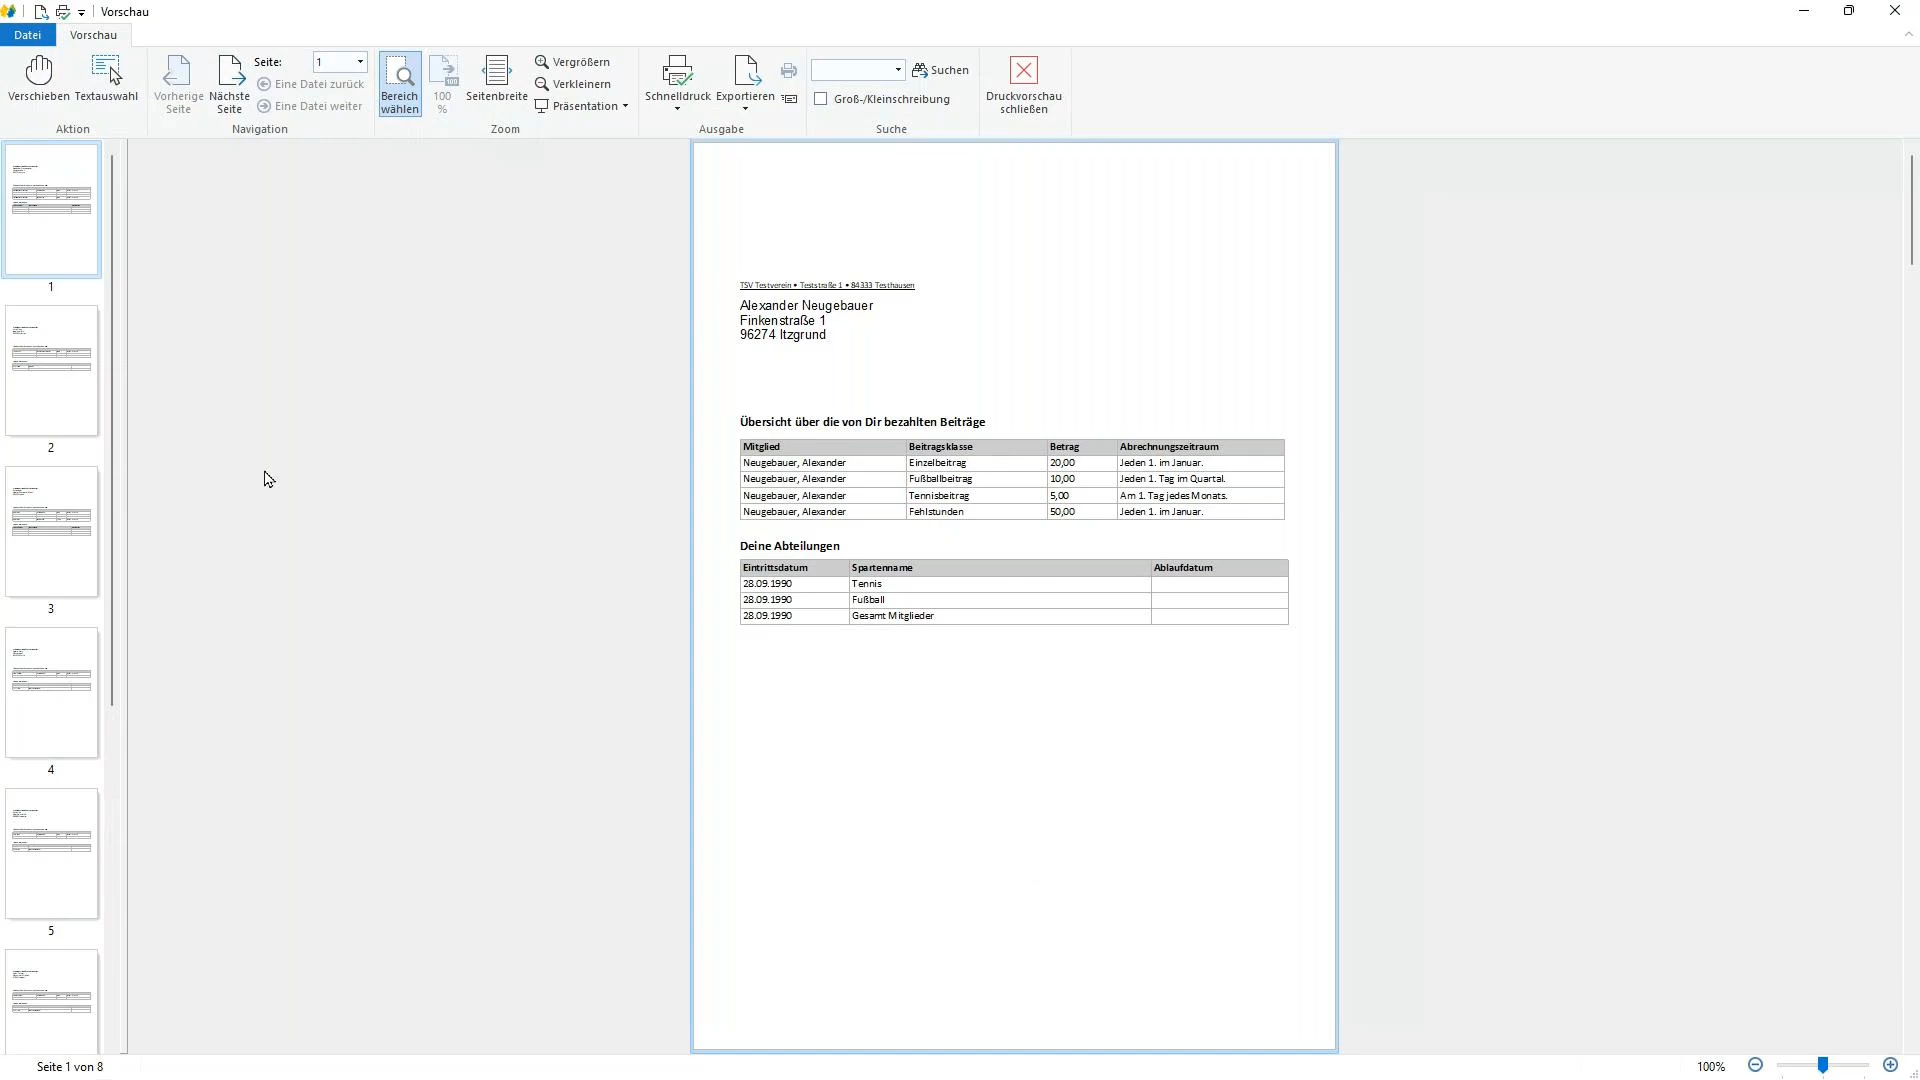 Vorschau
Datei
Vorschau
Verschieben
Textauswahl
Aktion
Vorherige Seite
Nächste Seite
Seite: 1
Eine Datei zurück
Eine Datei weiter
Navigation
Bereich wählen
100 %
Seitenbreite
Vergrößern
Verkleinern
Präsentation
Zoom
Schnelldruck
Exportieren
Ausgabe
Suchen
Groß-/Kleinschreibung
Suche
Druckvorschau schließen
1
2
3
4
5
TSV Testverein • Teststraße 1 • 84333 Testhausen
Alexander Neugebauer
Finkenstraße 1
96274 Itzgrund
Übersicht über die von Dir bezahlten Beiträge
Mitglied Beitragsklasse Betrag Abrechnungszeitraum
Neugebauer, Alexander Einzelbeitrag 20,00 Jeden 1. im Januar.
Neugebauer, Alexander Fußballbeitrag 10,00 Jeden 1. Tag im Quartal.
Neugebauer, Alexander Tennisbeitrag 5,00 Am 1. Tag jedes Monats.
Neugebauer, Alexander Fehlstunden 50,00 Jeden 1. im Januar.
Deine Abteilungen
Eintrittsdatum Spartenname Ablaufdatum
28.09.1990 Tennis
28.09.1990 Fußball
28.09.1990 Gesamt Mitglieder
Seite 1 von 8
100%